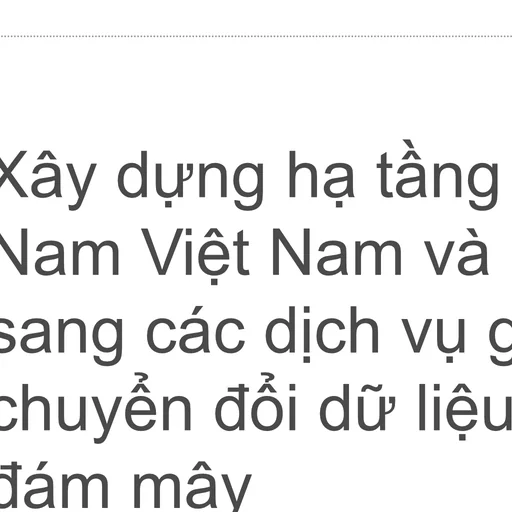 Xây dựng hạ tầng
Nam Việt Nam và
sang các dịch vụ g
chuyển đổi dữ liệu
đám mây